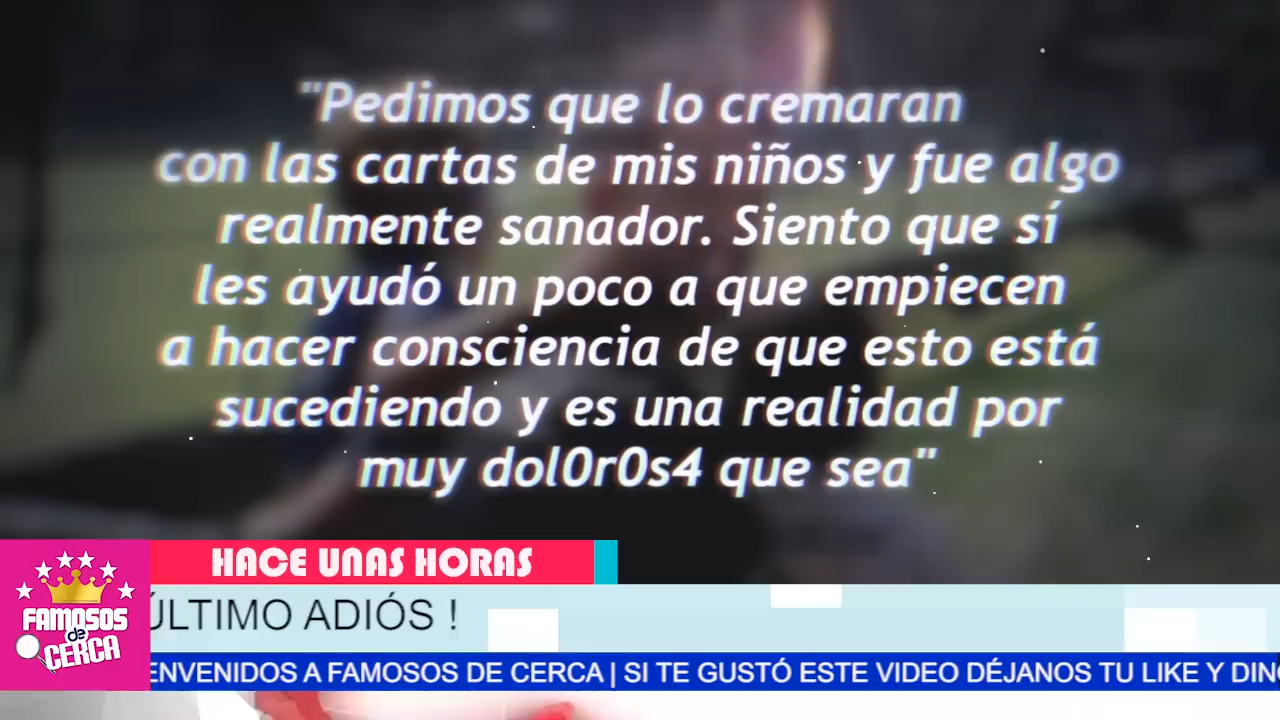 "Pedimos que lo cremaran
con las cartas de mis niños y fue algo
realmente sanador. Siento que sí
les ayudó un poco a que empiecen
a hacer consciencia de que esto está
sucediendo y es una realidad por
muy dol0r0s4 que sea"
HACE UNAS HORAS
ÚLTIMO ADIÓS !
FAMOSOS
de
CERCA
ENVENIDOS A FAMOSOS DE CERCA | SI TE GUSTÓ ESTE VIDEO DÉJANOS TU LIKE Y DIN